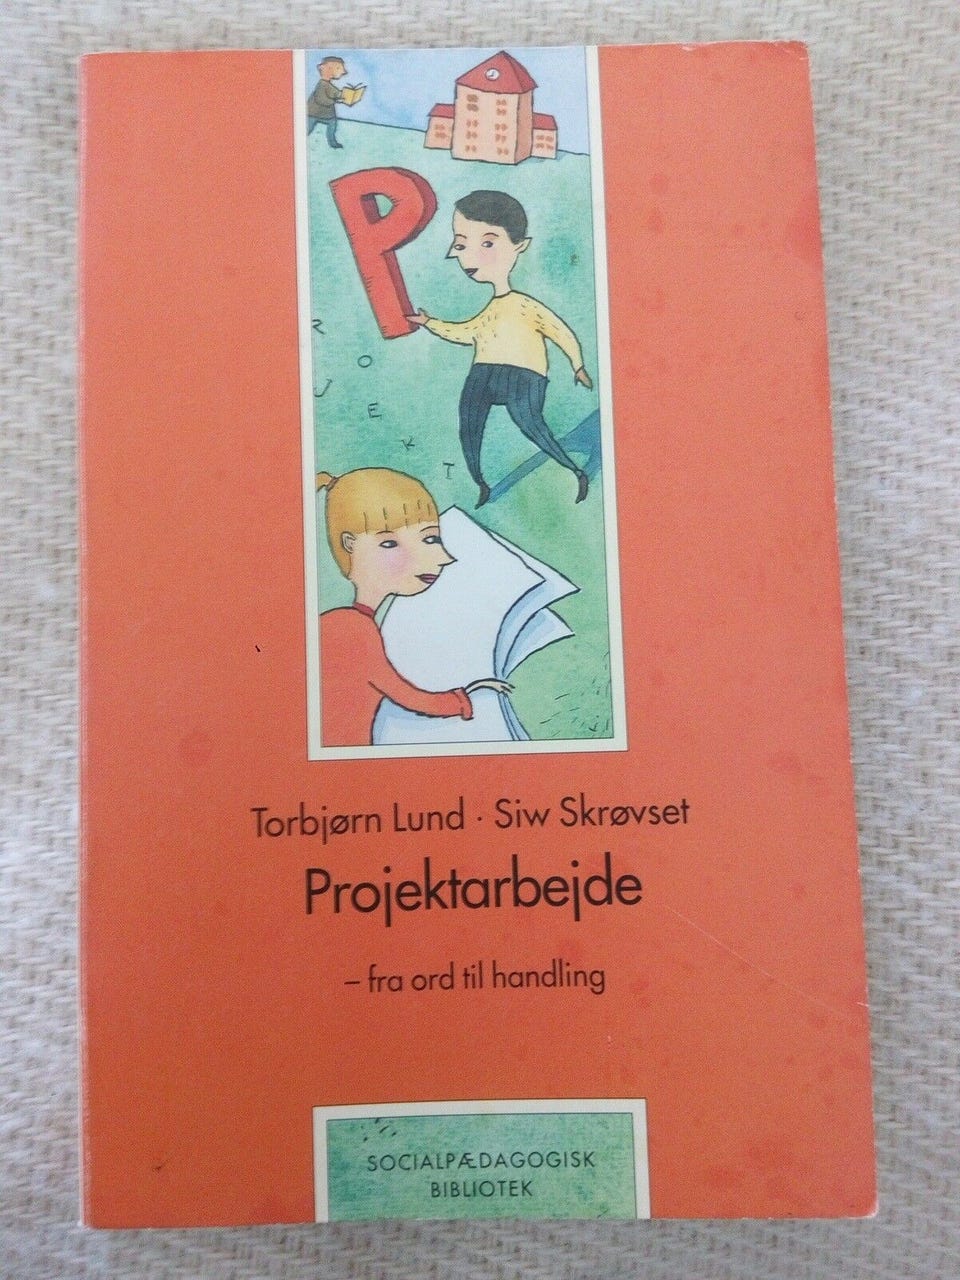 P
R
O
J
E
K
T
Torbjørn Lund · Siw Skrøvset
Projektarbejde
– fra ord til handling
SOCIALPÆDAGOGISK
BIBLIOTEK